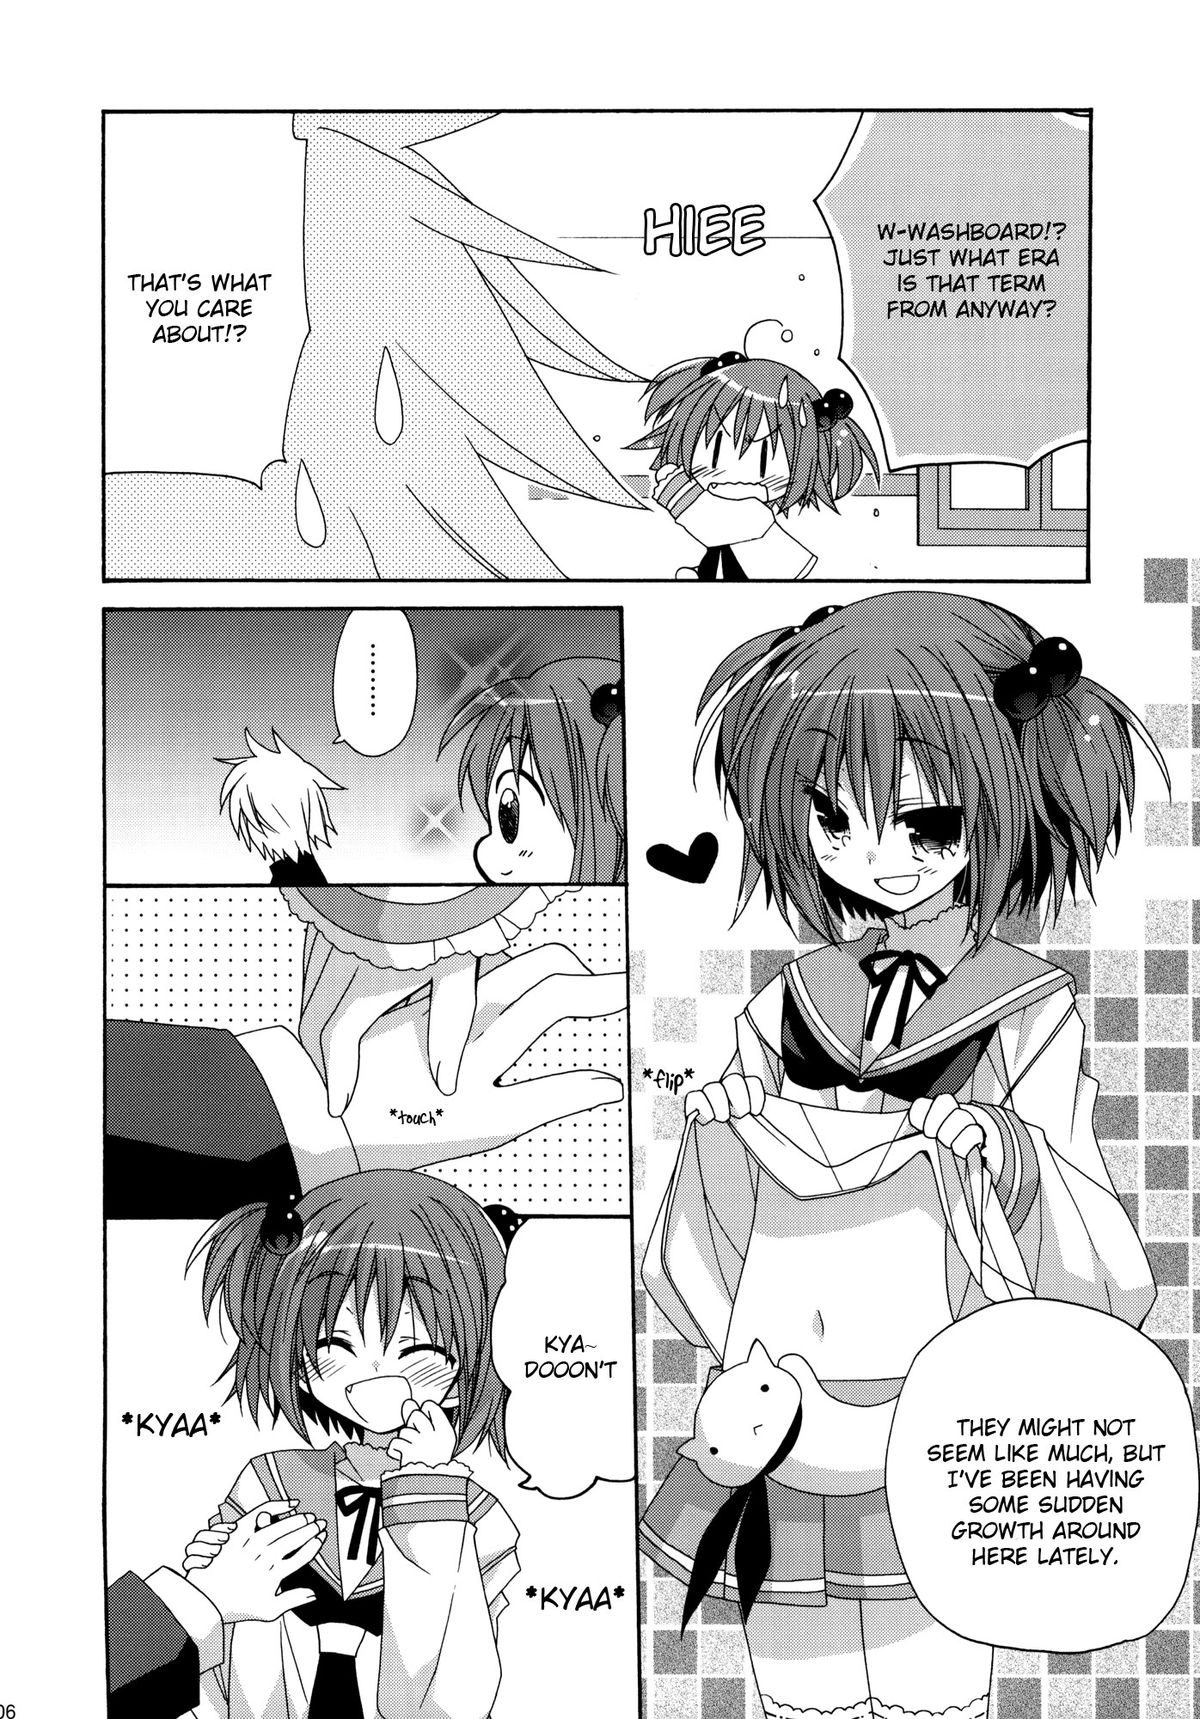 W-WASHBOARD!?
JUST WHAT ERA
IS THAT TERM
FROM ANYWAY?
HIEE
THAT'S WHAT
YOU CARE
ABOUT!?
.........
*flip*
THEY MIGHT NOT
SEEM LIKE MUCH, BUT
I'VE BEEN HAVING
SOME SUDDEN
GROWTH AROUND
HERE LATELY.
*touch*
KYA~
DOOON'T
*KYAA*
*KYAA*
06